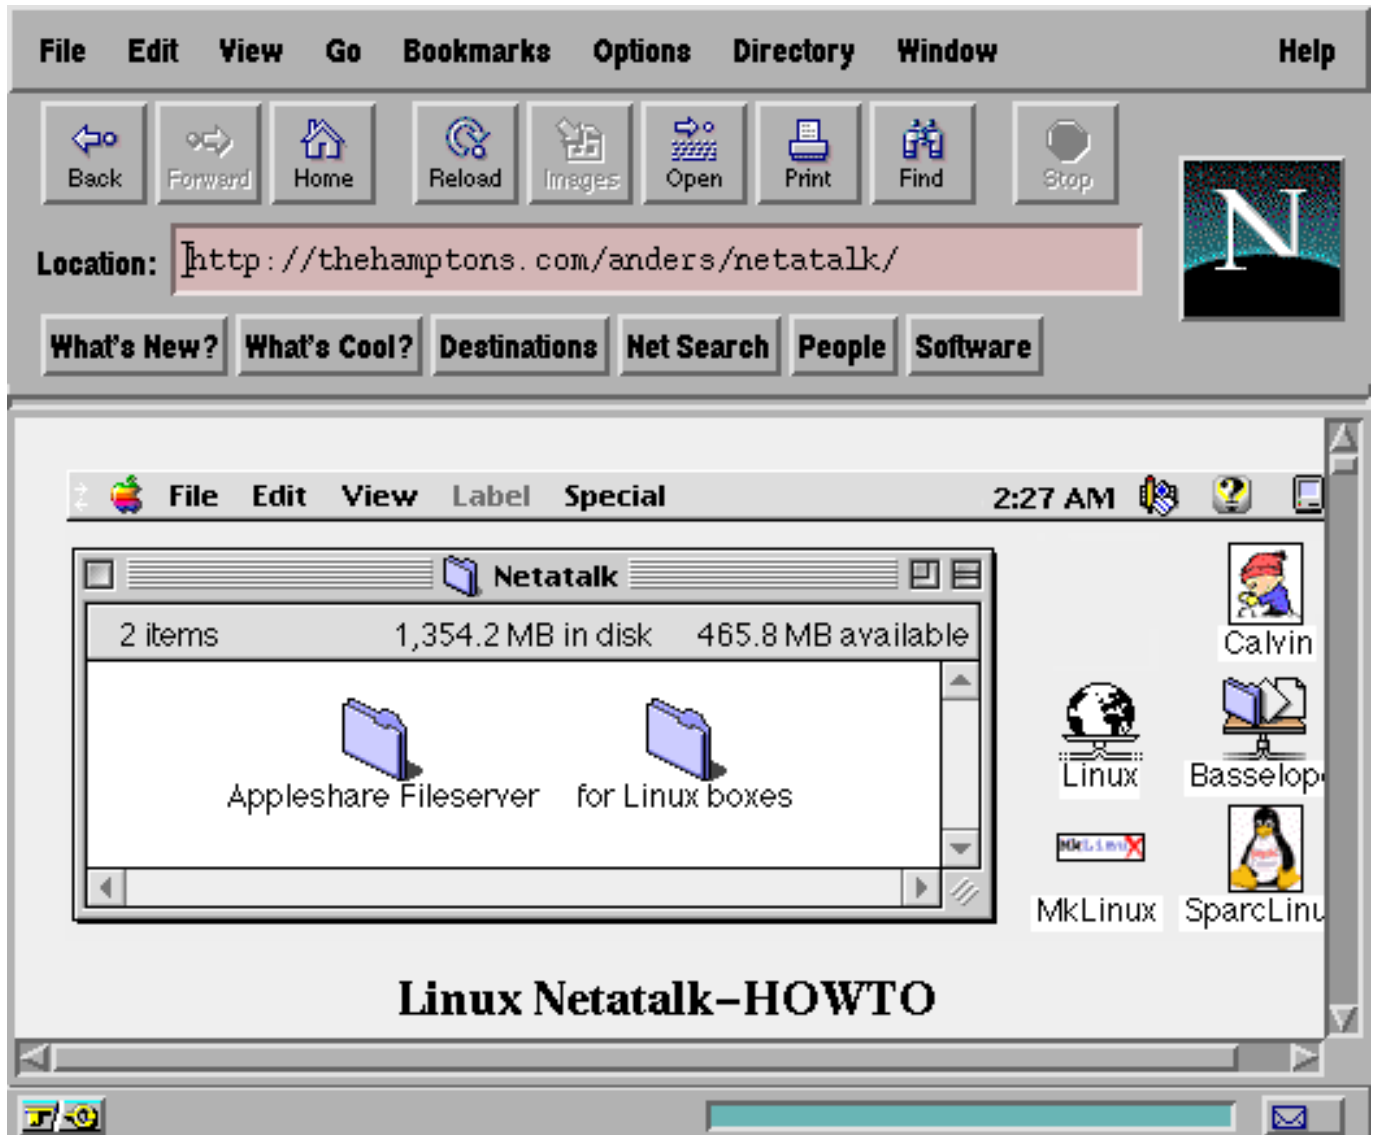 File Edit View Go Bookmarks Options Directory Window Help
Back Forward Home Reload Images Open Print Find Stop
N
Location: http://thehamptons.com/anders/netatalk/
What's New? What's Cool? Destinations Net Search People Software
File Edit View Label Special 2:27 AM
Netatalk
2 items 1,354.2 MB in disk 465.8 MB available
Calvin
Appleshare Fileserver for Linux boxes
Linux Basselop
MkLinux
MkLinux SparcLinu
Linux Netatalk–HOWTO